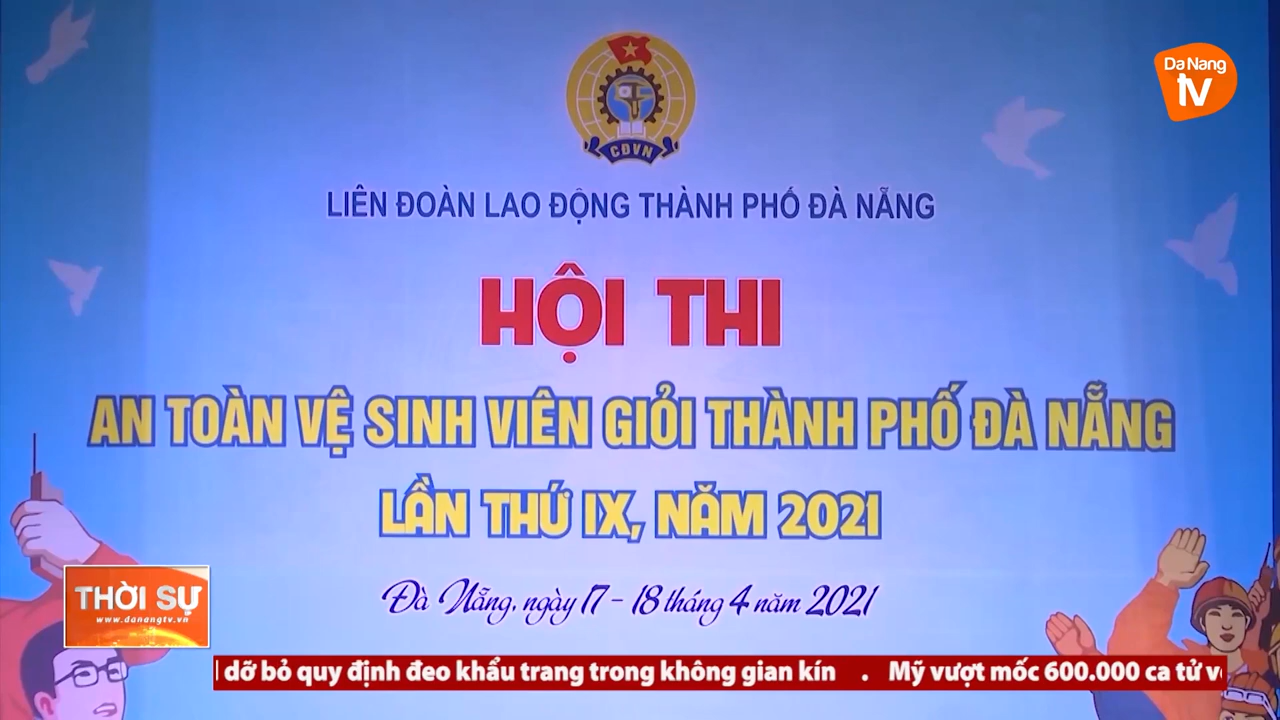 Da Nang
tv
CĐVN
LIÊN ĐOÀN LAO ĐỘNG THÀNH PHỐ ĐÀ NẴNG
HỘI THI
AN TOÀN VỆ SINH VIÊN GIỎI THÀNH PHỐ ĐÀ NẴNG
LẦN THỨ IX, NĂM 2021
Đà Nẵng, ngày 17 - 18 tháng 4 năm 2021
THỜI SỰ
www.danangtv.vn
dỡ bỏ quy định đeo khẩu trang trong không gian kín . Mỹ vượt mốc 600.000 ca tử